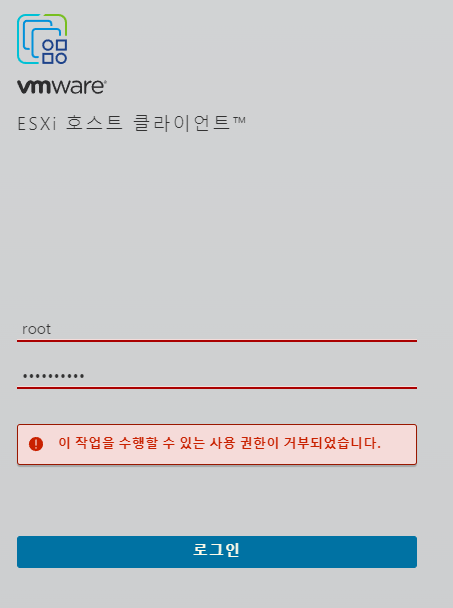 vmware®
ESXi 호스트 클라이언트™
root
••••••••••
이 작업을 수행할 수 있는 사용 권한이 거부되었습니다.
로그인